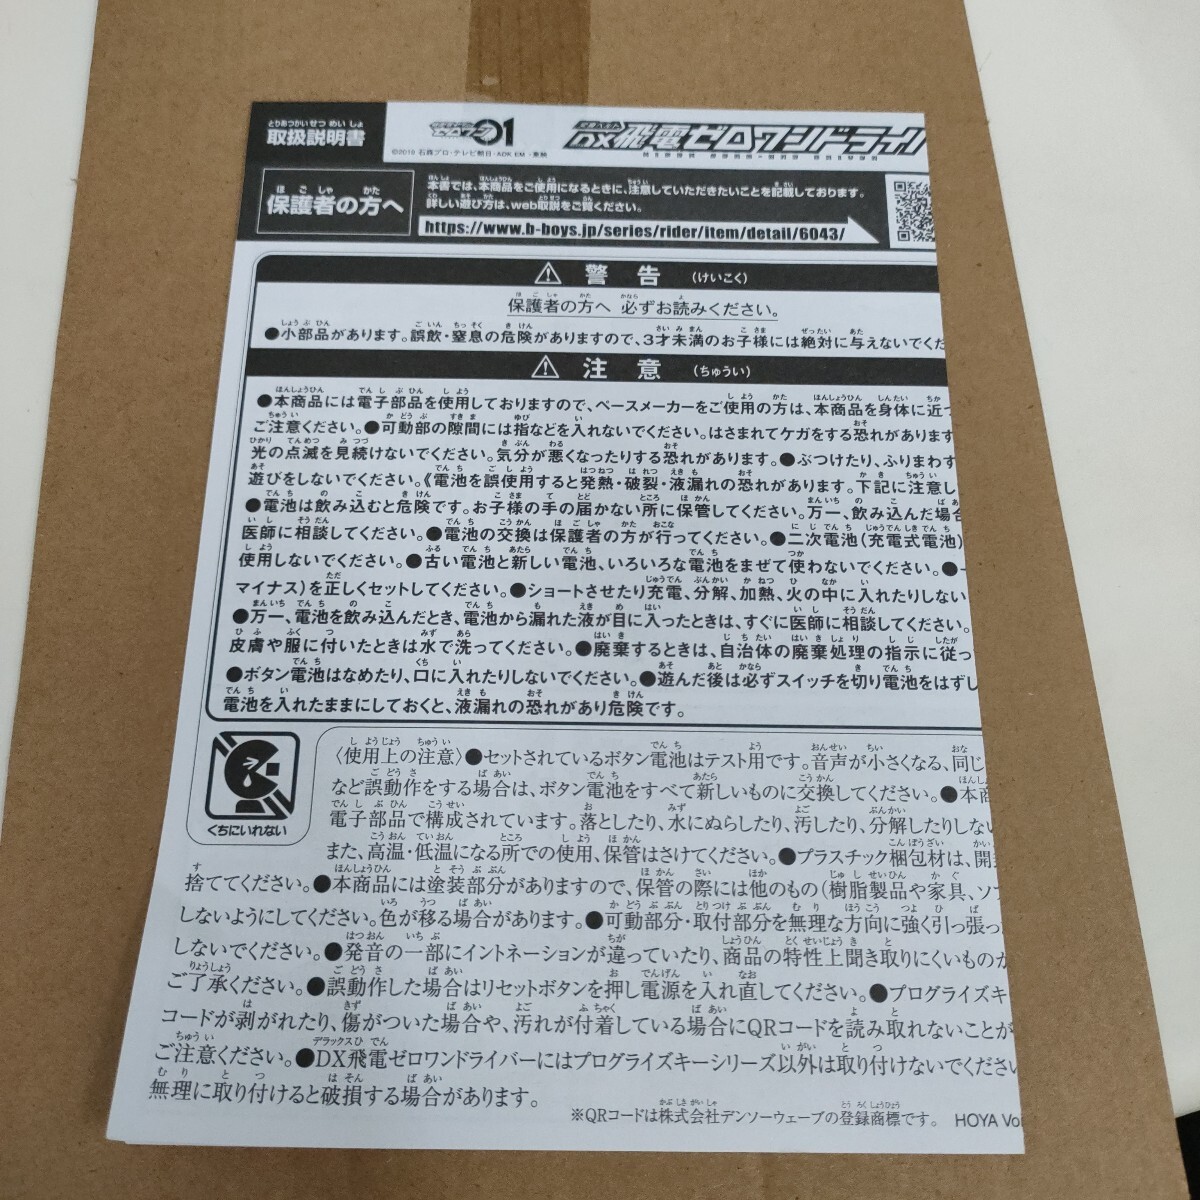 取扱説明書
ゼロワン 01
DX飛電ゼロワンドライ
保護者の方へ
本書では、本商品をご使用になるときに、注意していただきたいことを記載しております。
詳しい遊び方は、web取説をご覧ください。
https://www.b-boys.jp/series/rider/item/detail/6043/
警告 (けいこく)
保護者の方へ 必ずお読みください。
●小部品があります。誤飲・窒息の危険がありますので、3才未満のお子様には絶対に与えないでくだ
注意 (ちゅうい)
●本商品には電子部品を使用しておりますので、ペースメーカーをご使用の方は、本商品を身体に近づ
ご注意ください。●可動部の隙間には指などを入れないでください。はさまれてケガをする恐れがあります
光の点滅を見続けないでください。気分が悪くなったりする恐れがあります。●ぶつけたり、ふりまわす
遊びをしないでください。《電池を誤使用すると発熱・破裂・液漏れの恐れがあります。下記に注意し
●電池は飲み込むと危険です。お子様の手の届かない所に保管してください。万一、飲み込んだ場合
医師に相談してください。●電池の交換は保護者の方が行ってください。●二次電池(充電式電池)
使用しないでください。●古い電池と新しい電池、いろいろな電池をまぜて使わないでください。●
マイナス)を正しくセットしてください。●ショートさせたり充電、分解、加熱、火の中に入れたりしない
●万一、電池を飲み込んだとき、電池から漏れた液が目に入ったときは、すぐに医師に相談してください。
皮膚や服に付いたときは水で洗ってください。●廃棄するときは、自治体の廃棄処理の指示に従っ
●ボタン電池はなめたり、口に入れたりしないでください。●遊んだ後は必ずスイッチを切り電池をはずし
電池を入れたままにしておくと、液漏れの恐れがあり危険です。
くちにいれない
〈使用上の注意〉●セットされているボタン電池はテスト用です。音声が小さくなる、同じ
など誤動作をする場合は、ボタン電池をすべて新しいものに交換してください。●本商
電子部品で構成されています。落としたり、水にぬらしたり、汚したり、分解したりしない
また、高温・低温になる所での使用、保管はさけてください。●プラスチック梱包材は、開
捨ててください。●本商品には塗装部分がありますので、保管の際には他のもの(樹脂製品や家具、ソフ
しないようにしてください。色が移る場合があります。●可動部分・取付部分を無理な方向に強く引っ張っ
しないでください。●発音の一部にイントネーションが違っていたり、商品の特性上聞き取りにくいものが
ご了承ください。●誤動作した場合はリセットボタンを押し電源を入れ直してください。●プログライズキー
コードが剥がれたり、傷がついた場合や、汚れが付着している場合にQRコードを読み取れないことが
ご注意ください。●DX飛電ゼロワンドライバーにはプログライズキーシリーズ以外は取り付けないでください
無理に取り付けると破損する場合があります。
※QRコードは株式会社デンソーウェーブの登録商標です。 HOYA Voi